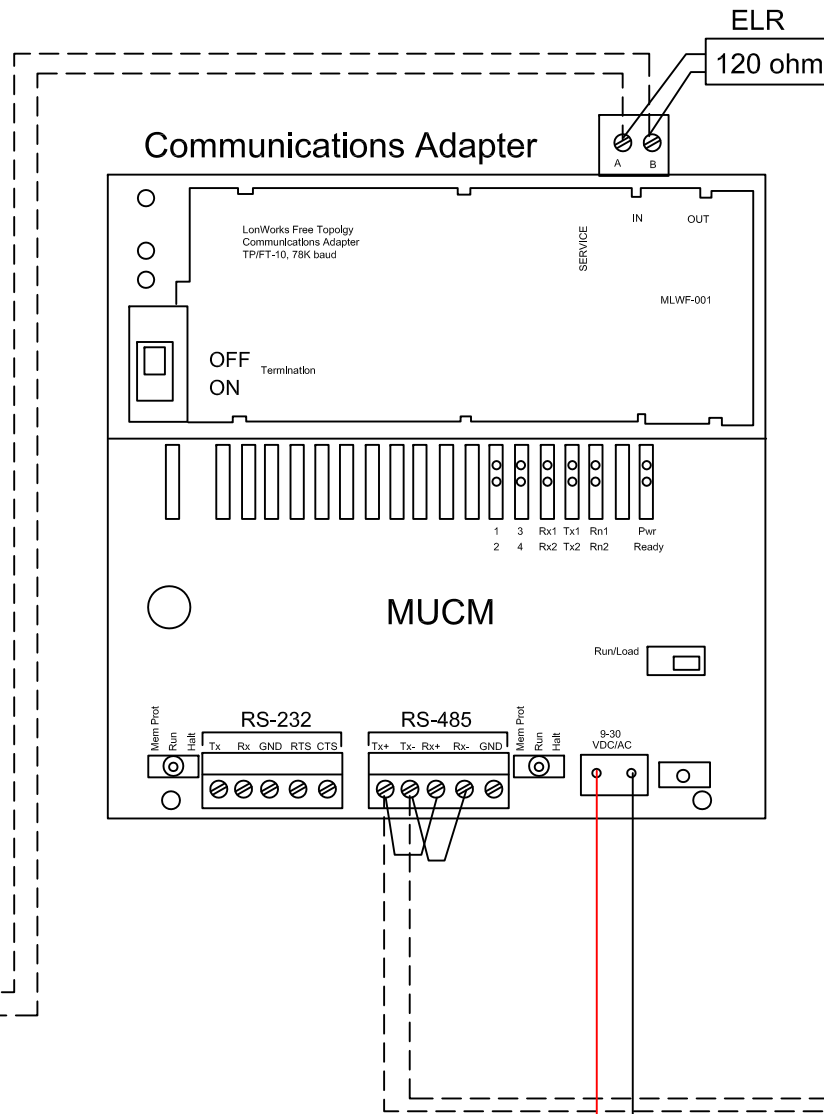 ELR
120 ohm
Communications Adapter
A B
IN OUT
LonWorks Free Topolgy
Communications Adapter
TP/FT-10, 78K baud
SERVICE
MLWF-001
OFF
ON
Termination
1 3 Rx1 Tx1 Rn1 Pwr
2 4 Rx2 Tx2 Rn2 Ready
MUCM
Run/Load
Mem Prot
Run
Halt
RS-232
Tx Rx GND RTS CTS
RS-485
Tx+ Tx- Rx+ Rx- GND
Mem Prot
Run
Halt
9-30
VDC/AC